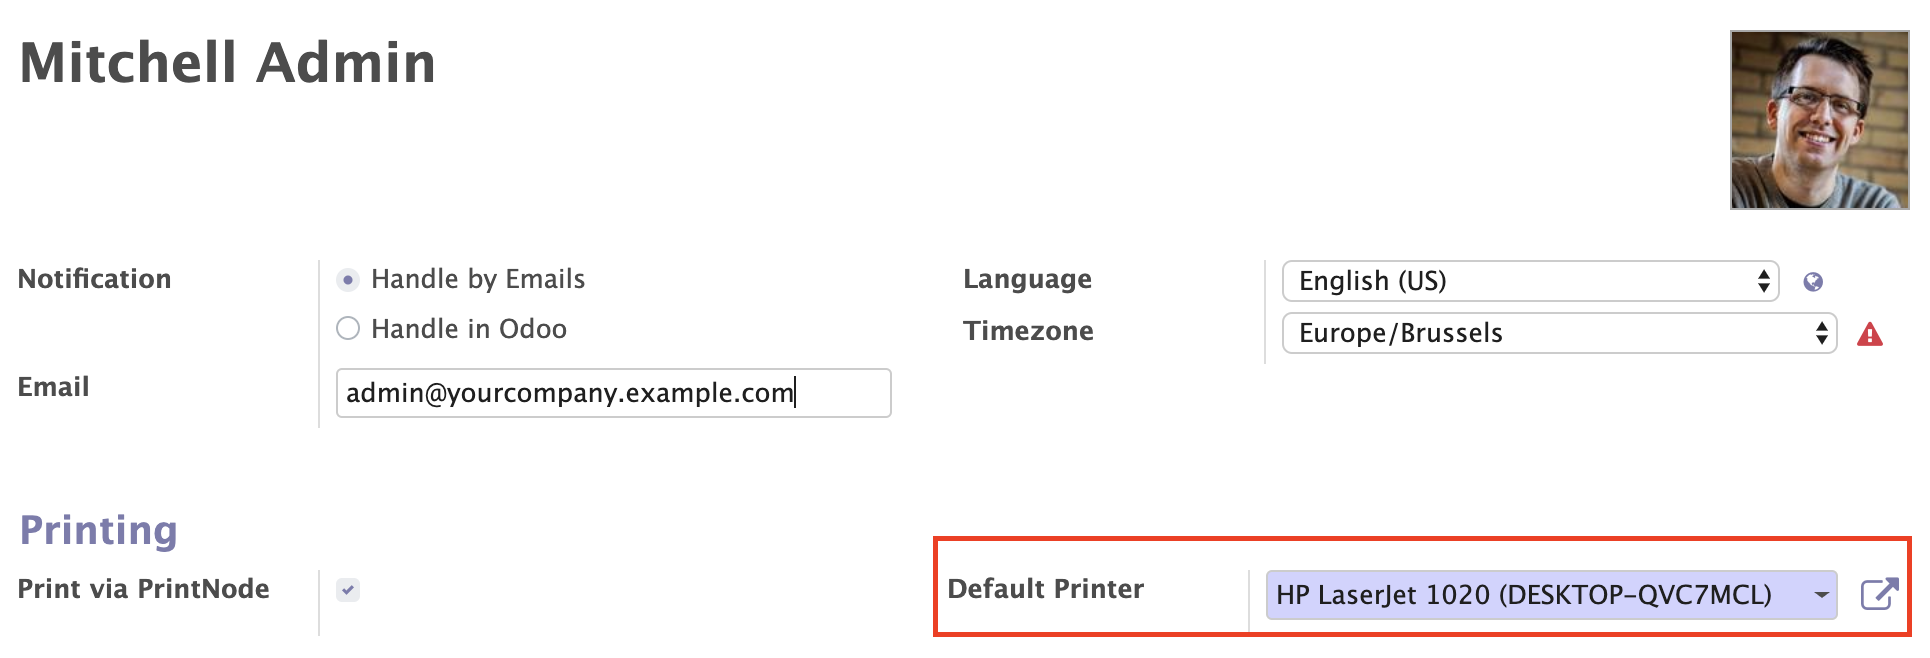 Mitchell Admin
Notification
Handle by Emails
Handle in Odoo
Email
admin@yourcompany.example.com
Language
English (US)
Timezone
Europe/Brussels
Printing
Print via PrintNode
Default Printer
HP LaserJet 1020 (DESKTOP-QVC7MCL)